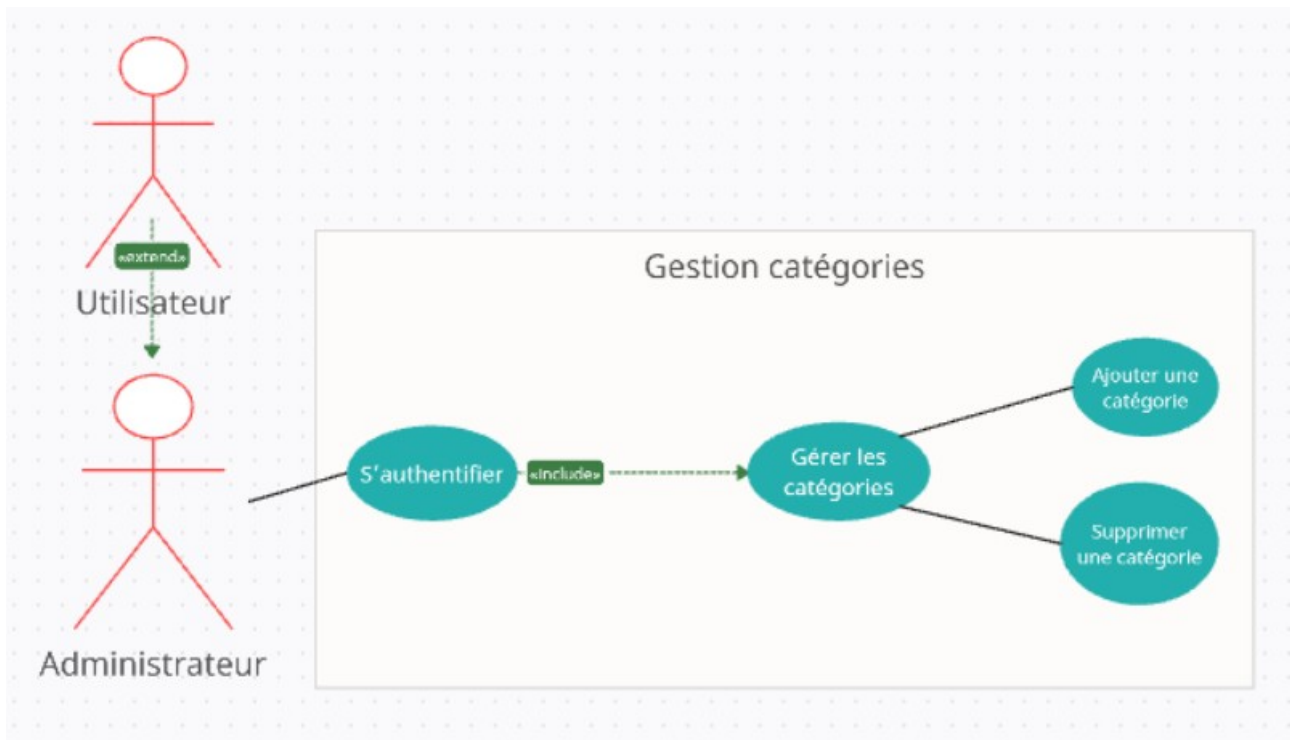 «extend»
Utilisateur
Administrateur
Gestion catégories
S'authentifier
«include»
Gérer les
catégories
Ajouter une
catégorie
Supprimer
une catégorie